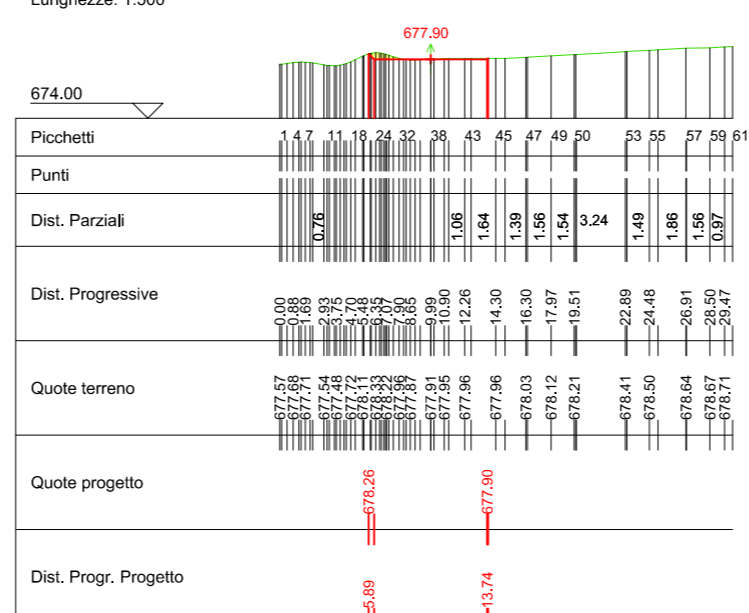 Lunghezze: 1:500
677.90
674.00
Picchetti 1 4 7 11 18 24 32 38 43 45 47 49 50 53 55 57 59 61
Punti
Dist. Parziali 0.76 1.06 1.64 1.39 1.56 1.54 3.24 1.49 1.86 1.56 0.97
Dist. Progressive 0.00 0.88 1.69 2.93 3.75 4.70 5.48 6.35 7.07 7.90 8.65 9.99 10.90 12.26 14.30 16.30 17.97 19.51 22.89 24.48 26.91 28.50 29.47
Quote terreno 677.57 677.68 677.71 677.54 677.48 677.72 678.11 678.33 678.22 677.96 677.87 677.91 677.95 677.96 677.96 678.03 678.12 678.21 678.41 678.50 678.64 678.67 678.71
Quote progetto 678.26 677.90
Dist. Progr. Progetto 5.89 13.74